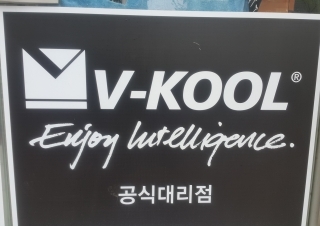 V-KOOL®
Enjoy Intelligence.
공식대리점